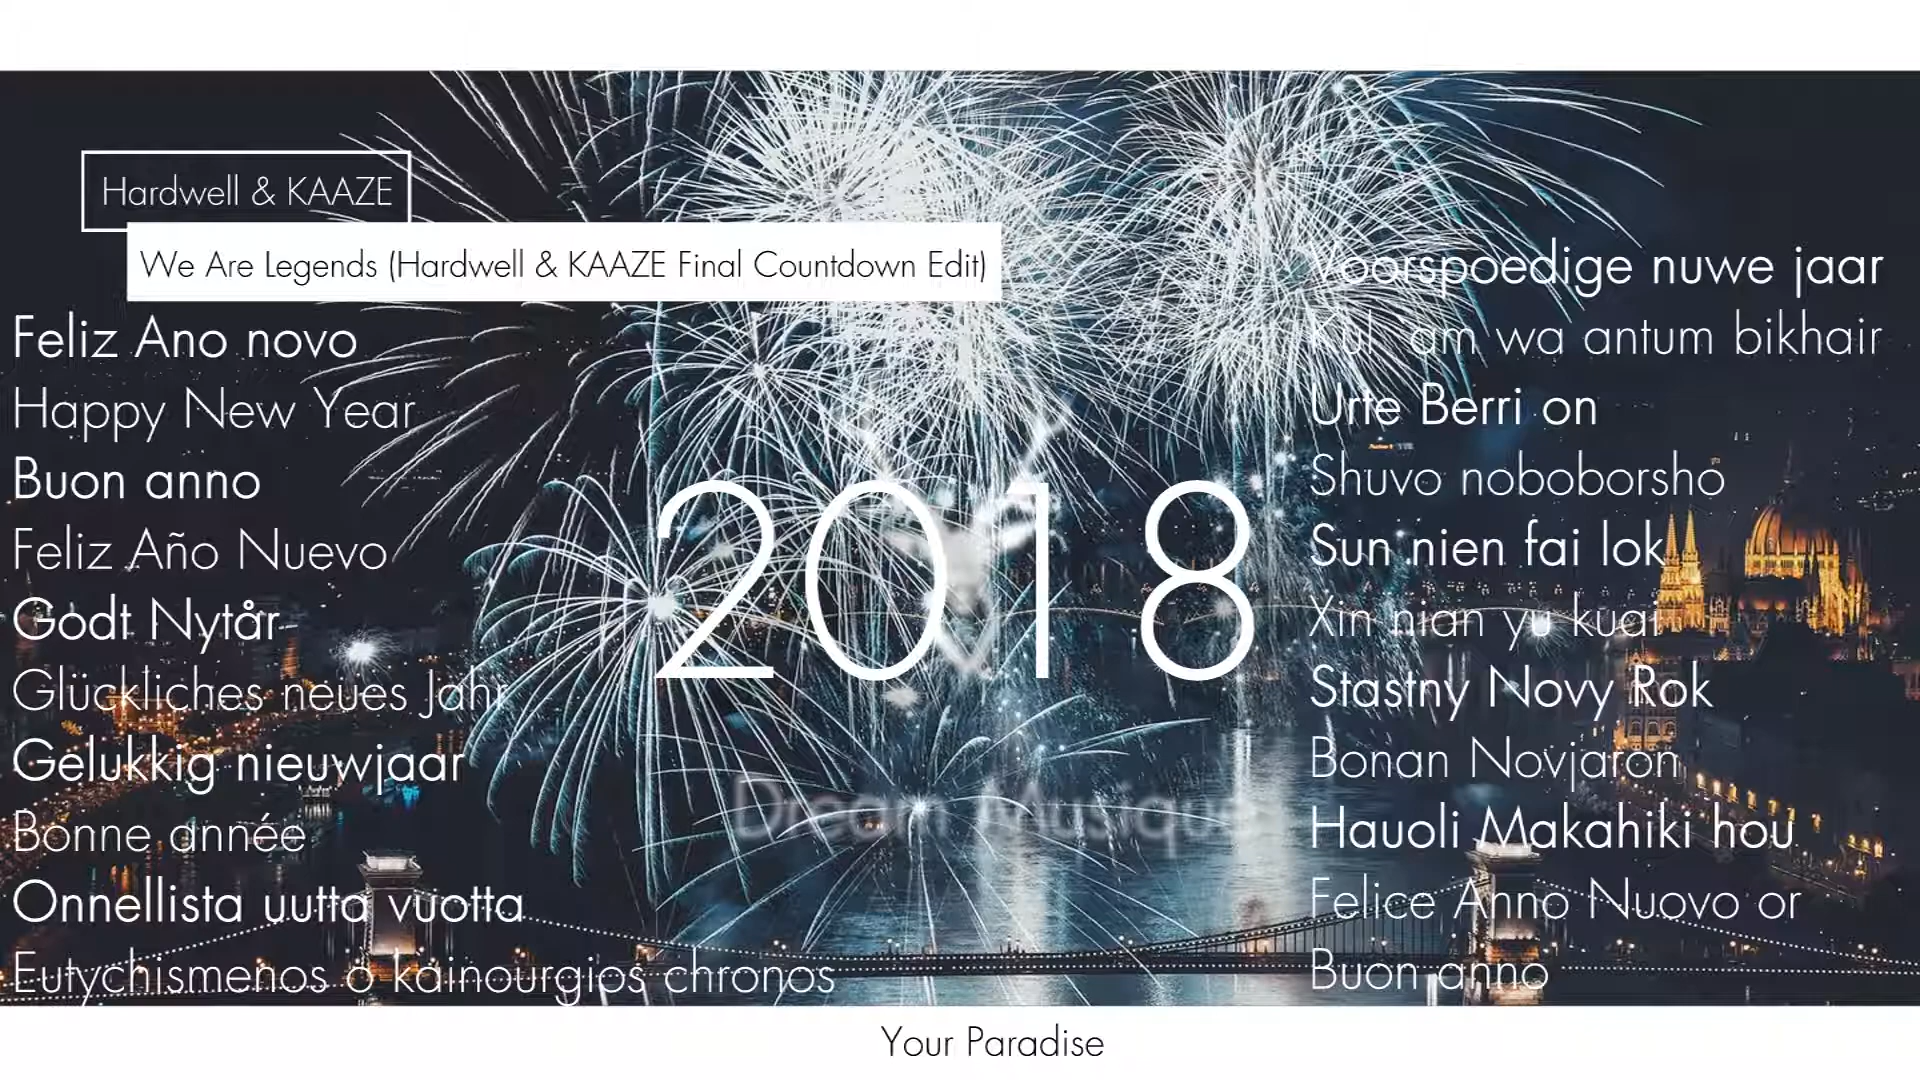 Hardwell & KAAZE
We Are Legends (Hardwell & KAAZE Final Countdown Edit)
Feliz Ano novo
Happy New Year
Buon anno
Feliz Año Nuevo
Godt Nytår
Glückliches neues Jahr
Gelukkig nieuwjaar
Bonne année
Onnellista uutta vuotta
Eutychismenos o kainourgios chronos
2018
Dream Musique
Voorspoedige nuwe jaar
Kul am wa antum bikhair
Urte Berri on
Shuvo noboborsho
Sun nien fai lok
Xin nian yu kuai
Stastny Novy Rok
Bonan Novjaron
Hauoli Makahiki hou
Felice Anno Nuovo or
Buon anno
Your Paradise